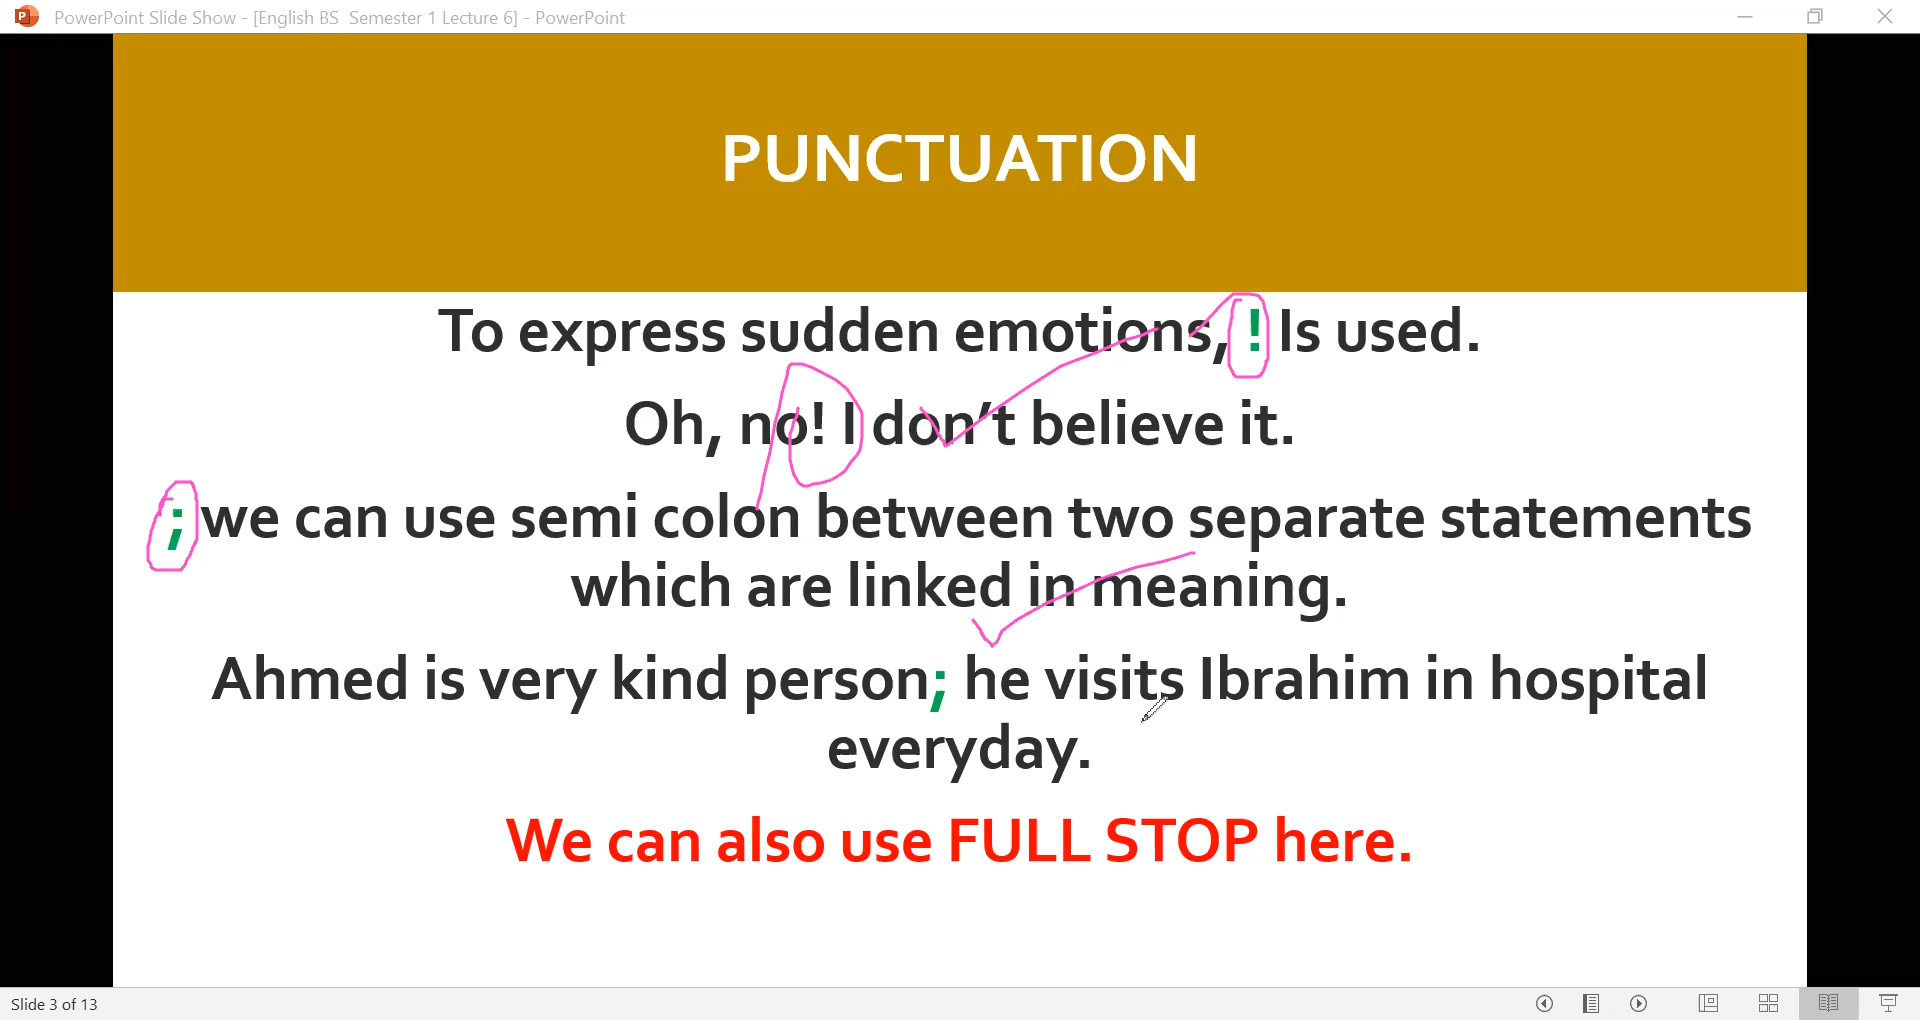 PowerPoint Slide Show - [English BS  Semester 1 Lecture 6] - PowerPoint
PUNCTUATION
To express sudden emotions, ! Is used.
Oh, no! I don’t believe it.
; we can use semi colon between two separate statements
which are linked in meaning.
Ahmed is very kind person; he visits Ibrahim in hospital
everyday.
We can also use FULL STOP here.
Slide 3 of 13